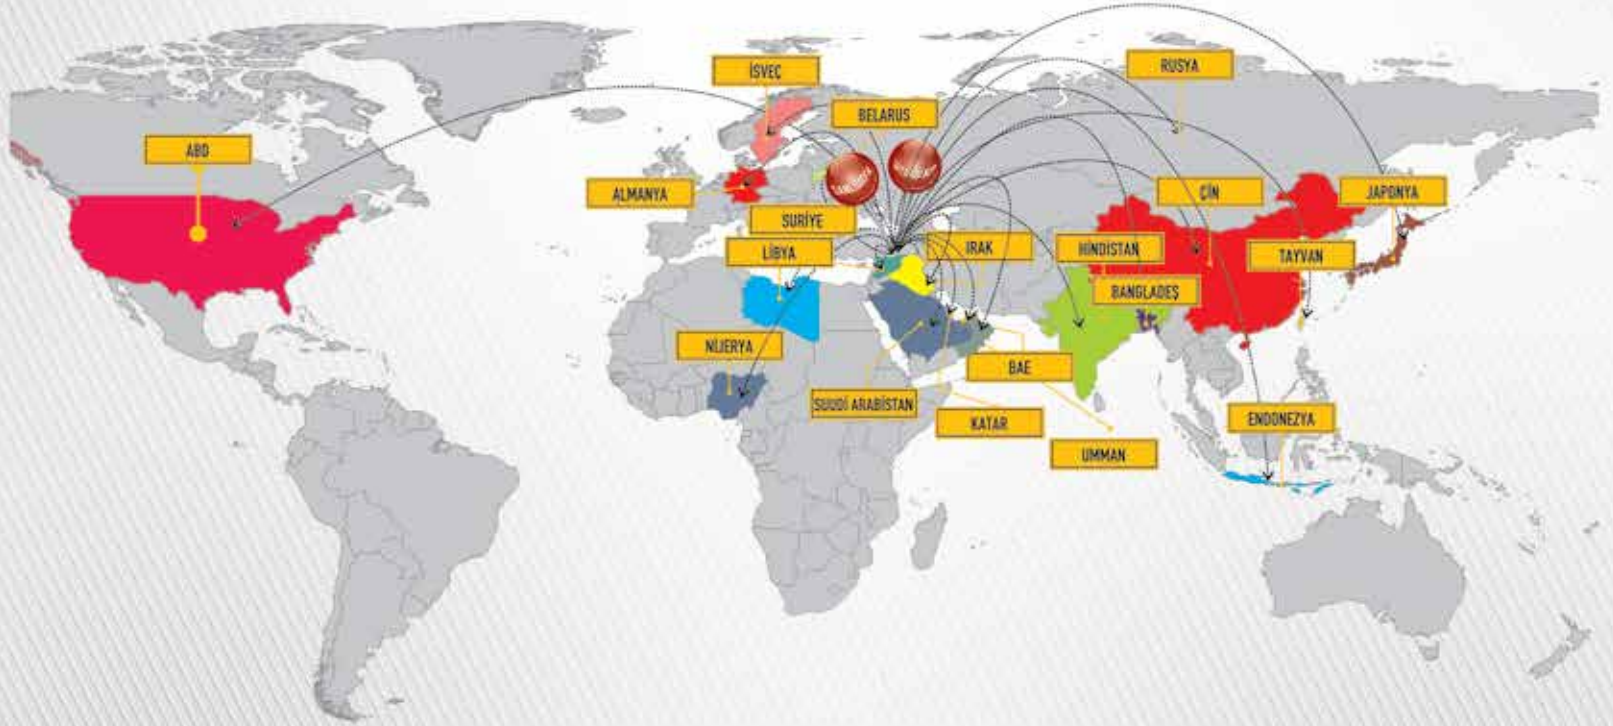 İSVEÇ
RUSYA
BELARUS
ABD
ALMANYA
ÇİN
JAPONYA
SURİYE
LİBYA
IRAK
HİNDİSTAN
TAYVAN
BANGLADEŞ
NİJERYA
BAE
SUUDİ ARABİSTAN
KATAR
ENDONEZYA
UMMAN